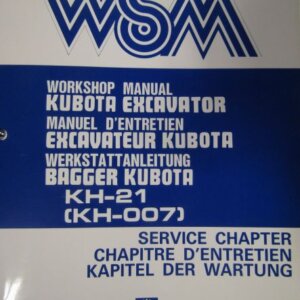 WSM
WORKSHOP MANUAL
KUBOTA EXCAVATOR
MANUEL D'ENTRETIEN
EXCAVATEUR KUBOTA
WERKSTATTANLEITUNG
BAGGER KUBOTA
KH-21
(KH-007)
SERVICE CHAPTER
CHAPITRE D'ENTRETIEN
KAPITEL DER WARTUNG